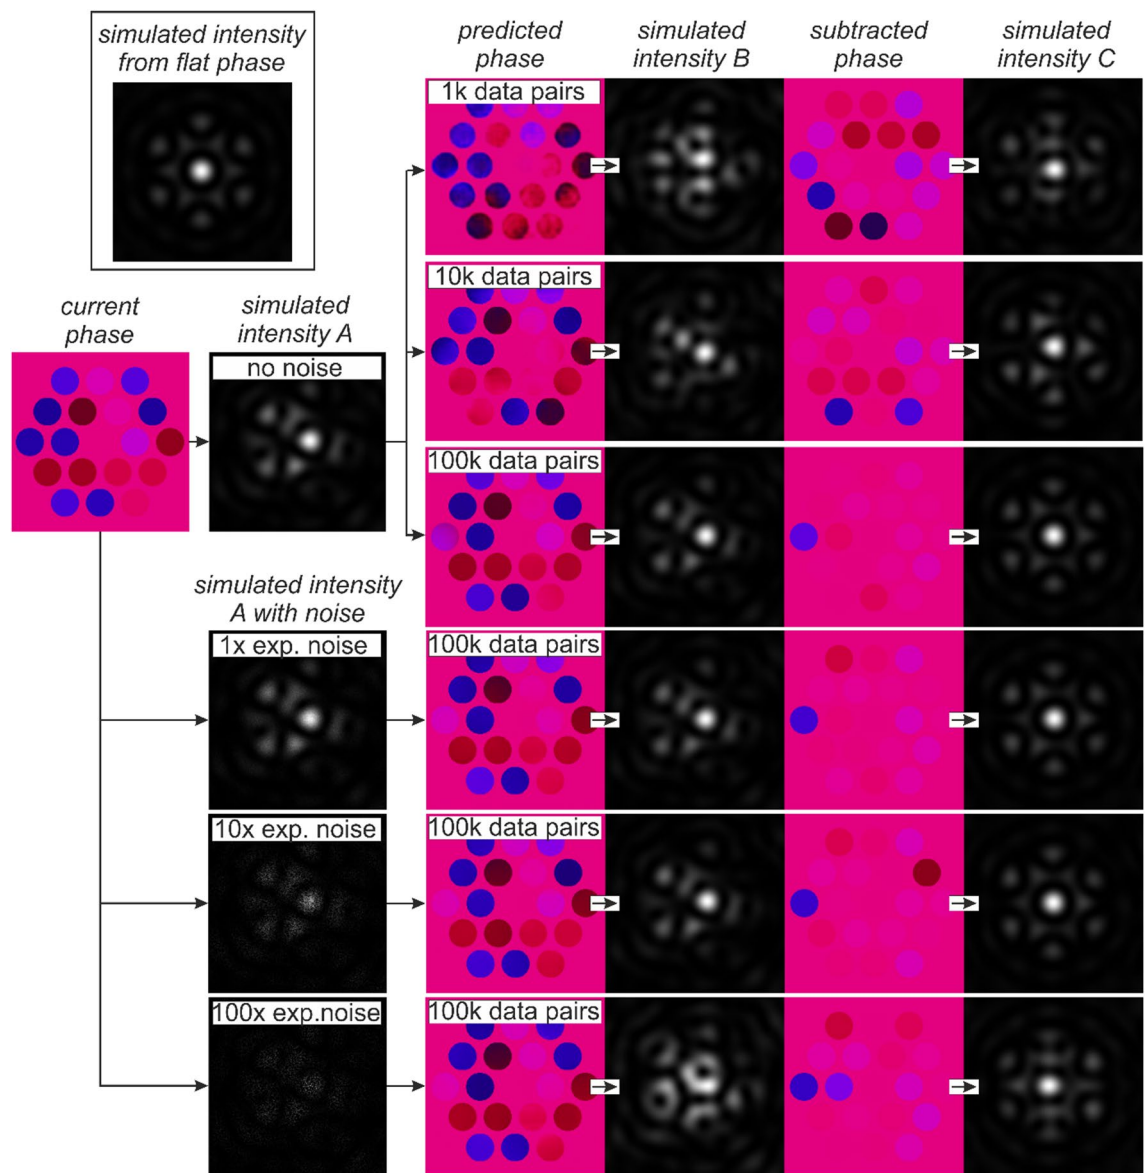 simulated intensity
from flat phase
predicted
phase
simulated
intensity B
subtracted
phase
simulated
intensity C
1k data pairs
10k data pairs
current
phase
simulated
intensity A
no noise
100k data pairs
simulated intensity
A with noise
1x exp. noise
100k data pairs
10x exp. noise
100k data pairs
100x exp.noise
100k data pairs